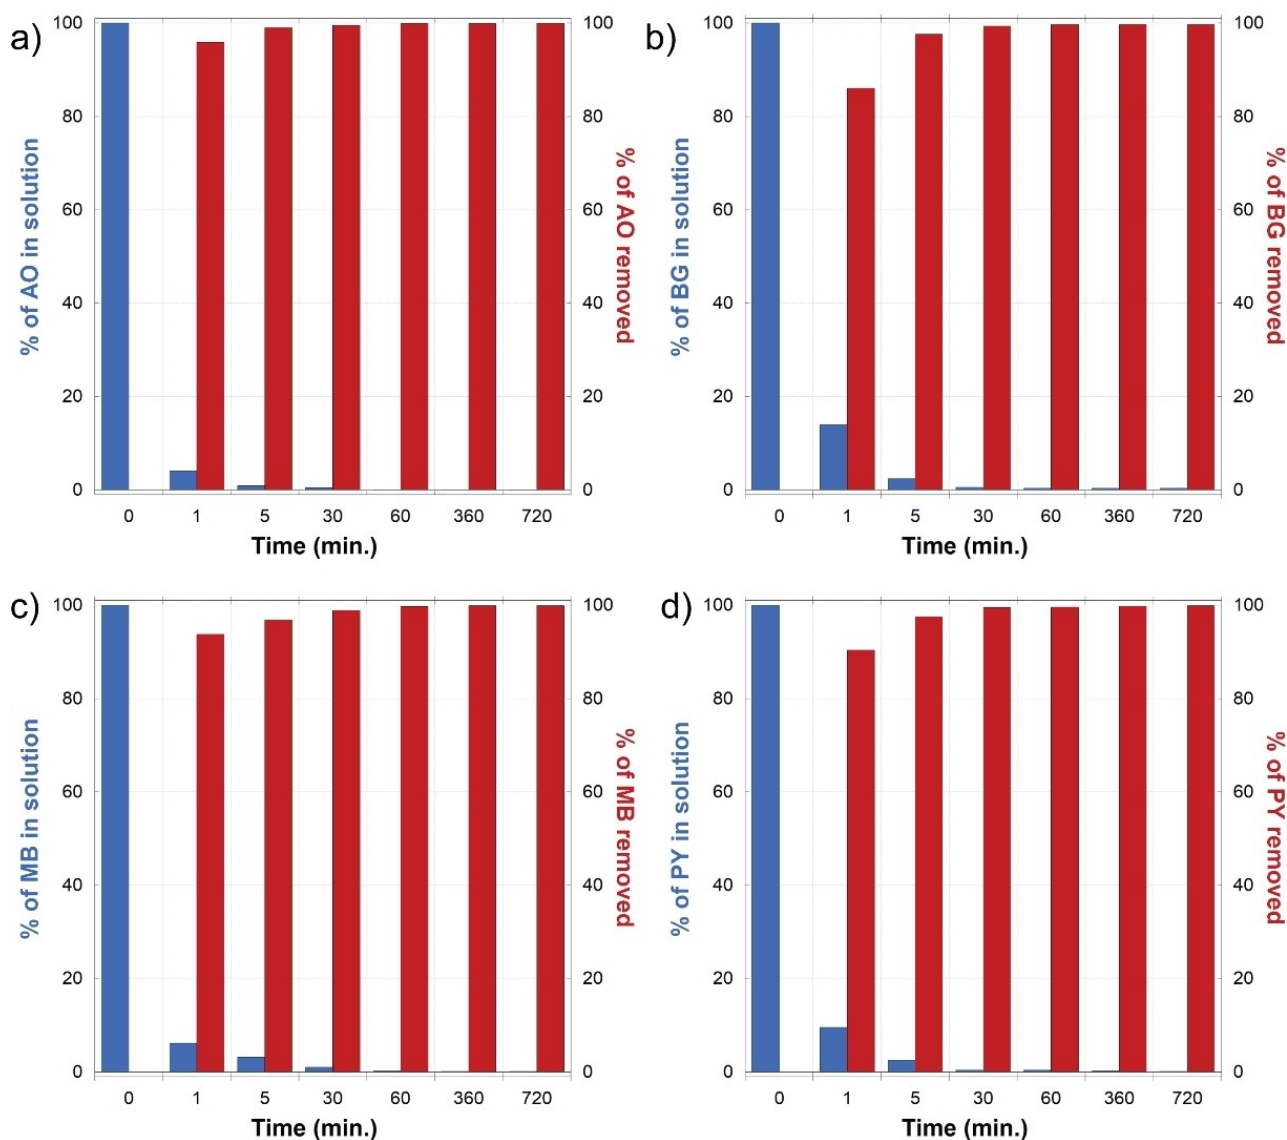 a)
% of AO in solution
100
80
60
40
20
0
100
80
60
40
20
0
% of AO removed
0 1 5 30 60 360 720
Time (min.)
b)
% of BG in solution
100
80
60
40
20
0
100
80
60
40
20
0
% of BG removed
0 1 5 30 60 360 720
Time (min.)
c)
% of MB in solution
100
80
60
40
20
0
100
80
60
40
20
0
% of MB removed
0 1 5 30 60 360 720
Time (min.)
d)
% of PY in solution
100
80
60
40
20
0
100
80
60
40
20
0
% of PY removed
0 1 5 30 60 360 720
Time (min.)